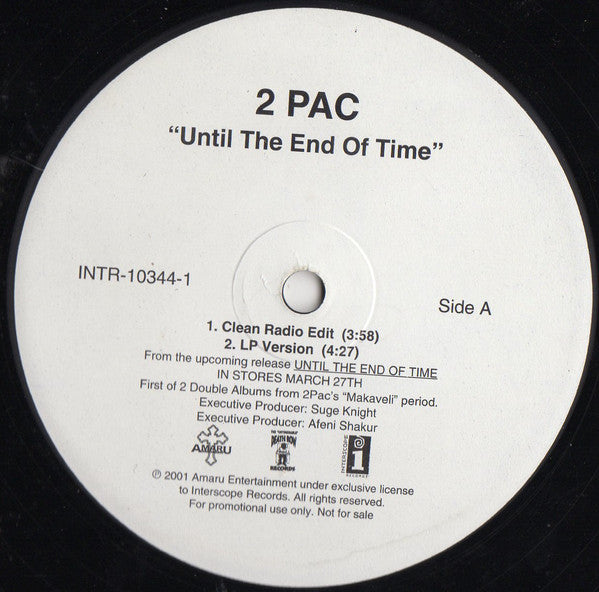 2 PAC
“Until The End Of Time”
INTR-10344-1
Side A
1. Clean Radio Edit (3:58)
2. LP Version (4:27)
From the upcoming release UNTIL THE END OF TIME
IN STORES MARCH 27TH
First of 2 Double Albums from 2Pac's "Makaveli" period.
Executive Producer: Suge Knight
Executive Producer: Afeni Shakur
AMARU
DEATH ROW
RECORDS
INTERSCOPE
i
RECORDS
℗ 2001 Amaru Entertainment under exclusive license
to Interscope Records. All rights reserved.
For promotional use only. Not for sale